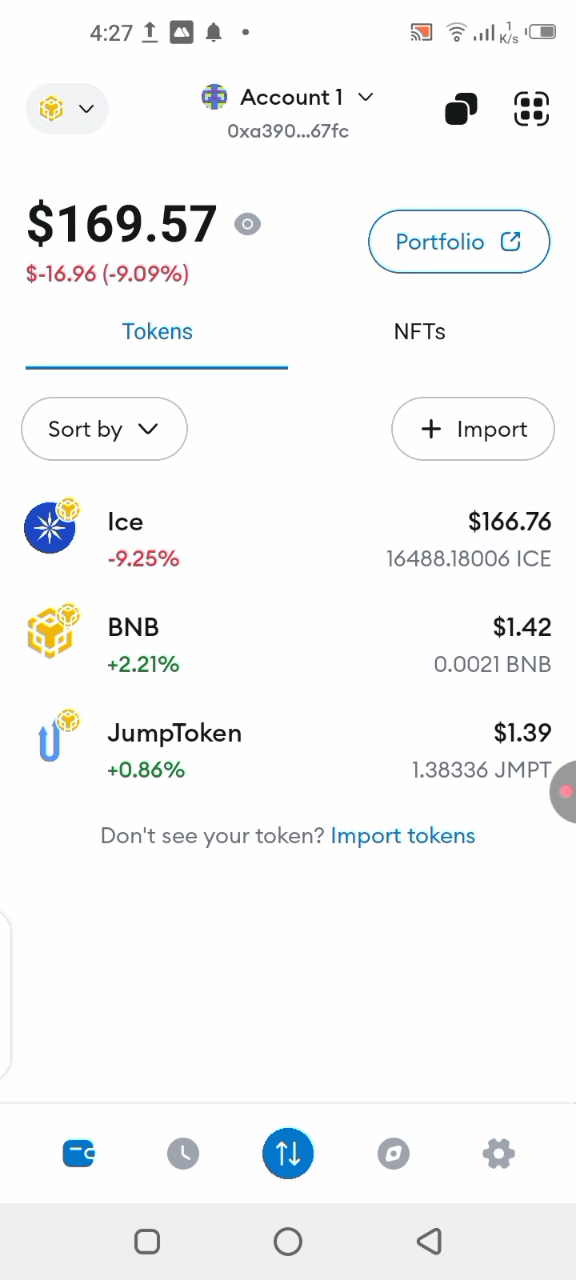 4:27
1
K/s
Account 1
0xa390...67fc
$169.57
$-16.96 (-9.09%)
Portfolio
Tokens
NFTs
Sort by
+ Import
Ice
$166.76
-9.25%
16488.18006 ICE
BNB
$1.42
+2.21%
0.0021 BNB
JumpToken
$1.39
+0.86%
1.38336 JMPT
Don't see your token? Import tokens